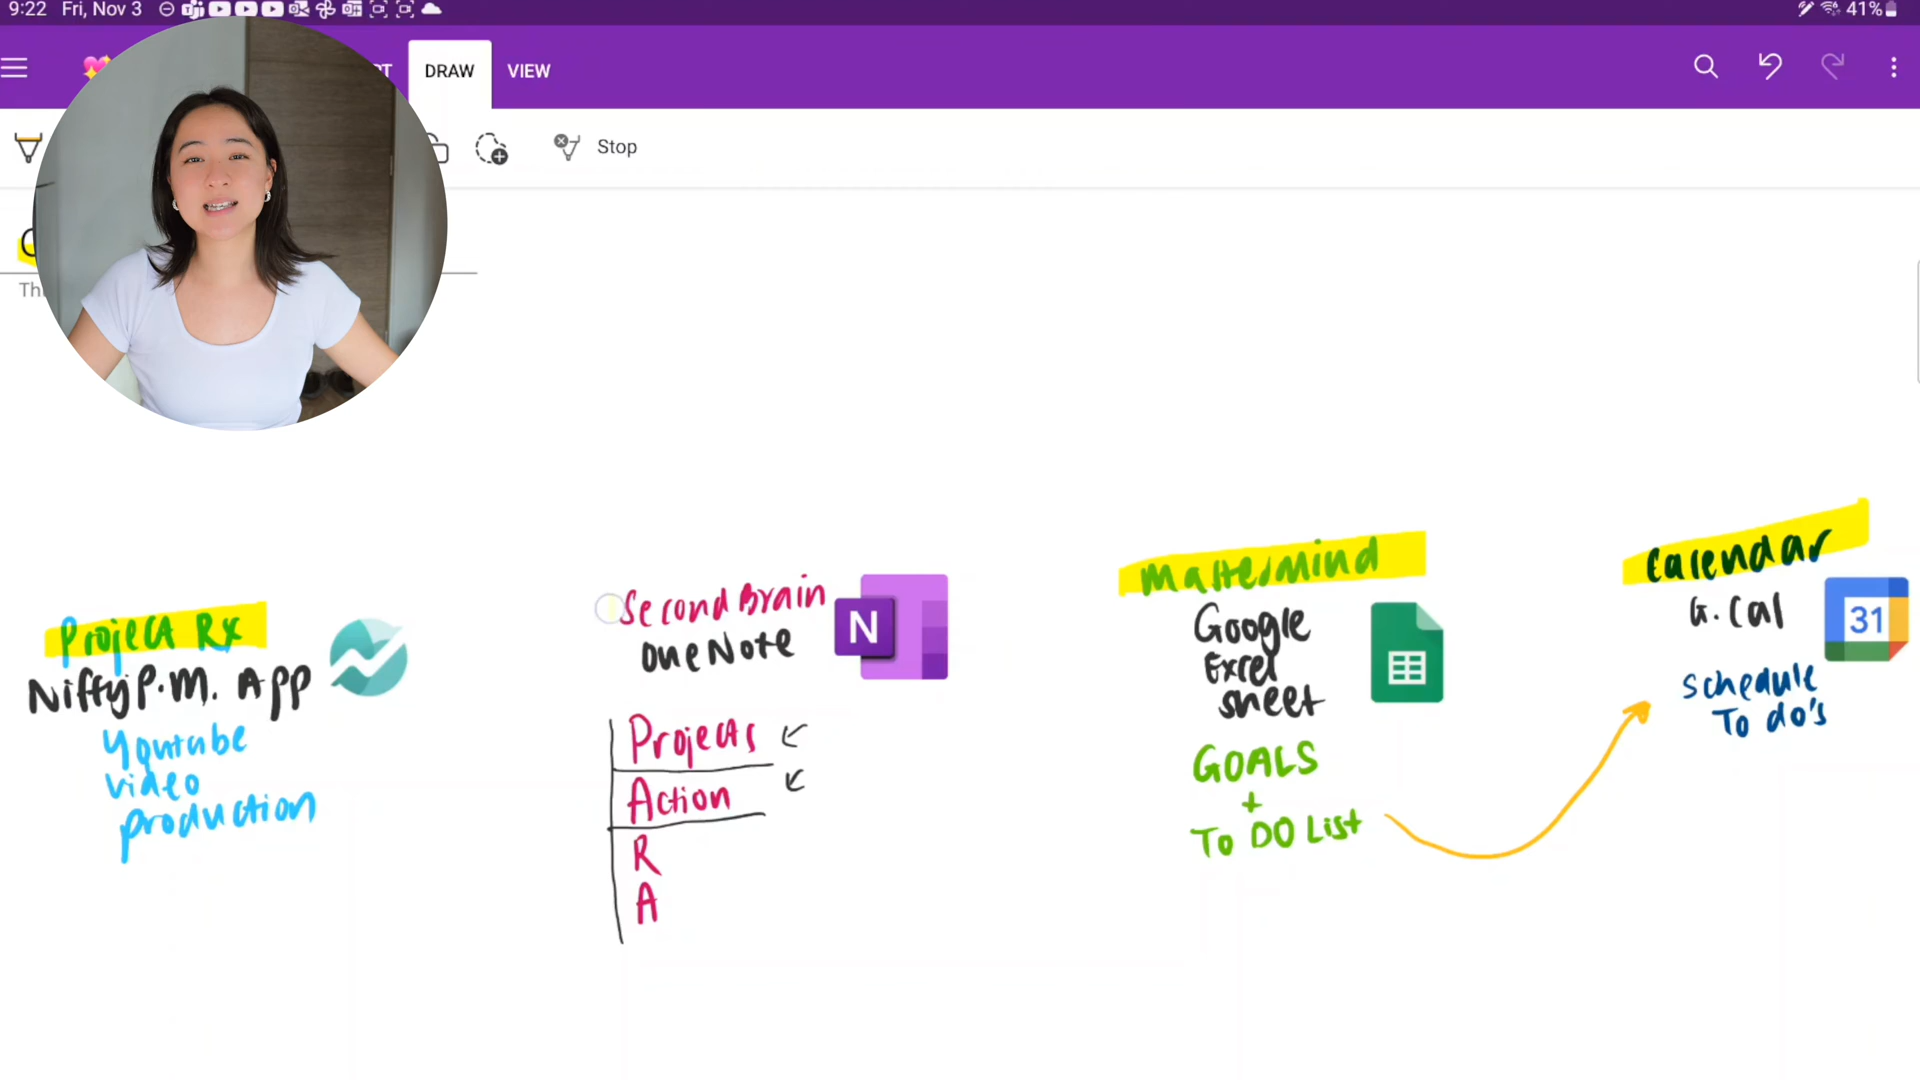 9:22 Fri, Nov 3
41%
DRAW
VIEW
Stop
Project Rx
Nifty P.M. App
Youtube
video
production
Second Brain
OneNote
N
Projects
Action
R
A
Mastermind
Google
Excel
sheet
GOALS
+
To DO List
Calendar
G. Cal
31
schedule
To do's